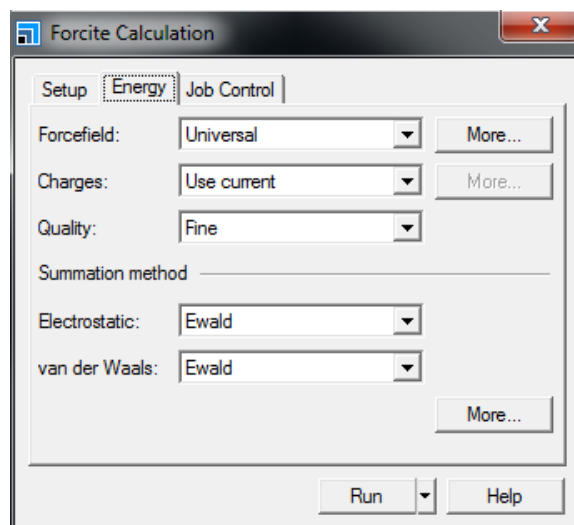 Forcite Calculation
Setup Energy Job Control
Forcefield: Universal More...
Charges: Use current More...
Quality: Fine
Summation method
Electrostatic: Ewald
van der Waals: Ewald
More...
Run Help